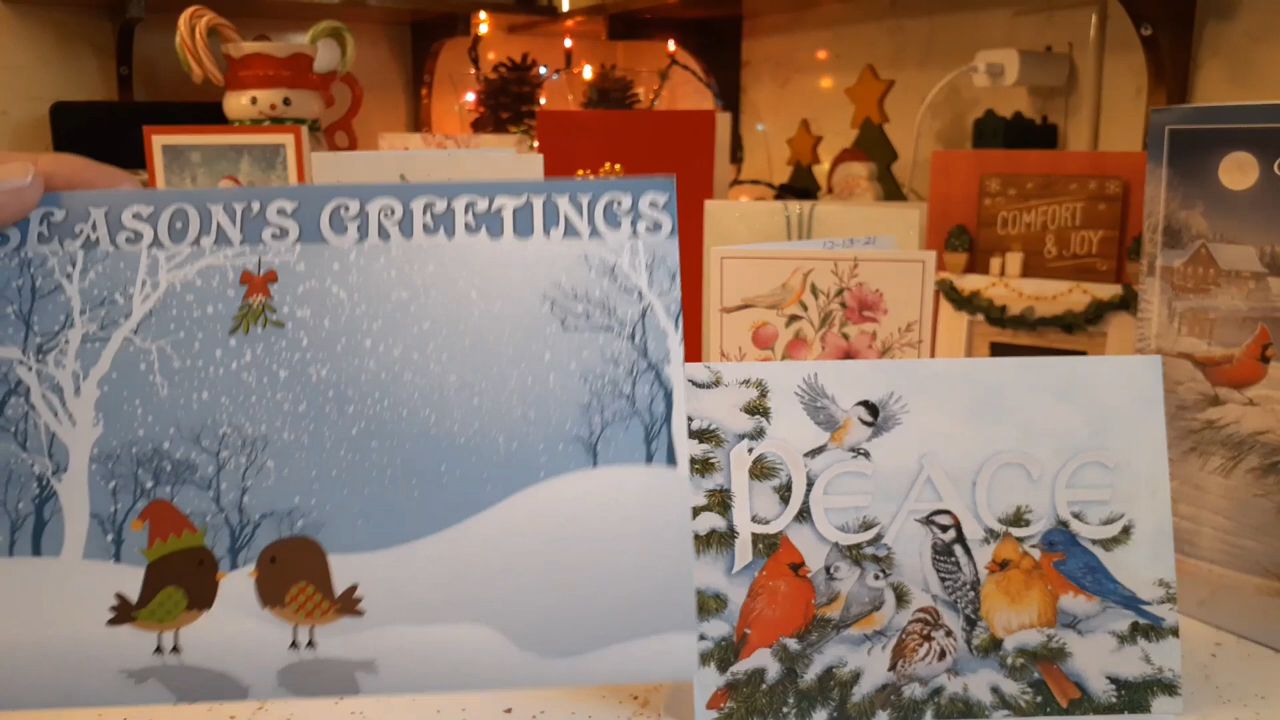 SEASON'S GREETINGS
12-13-21
COMFORT
& JOY
PEACE